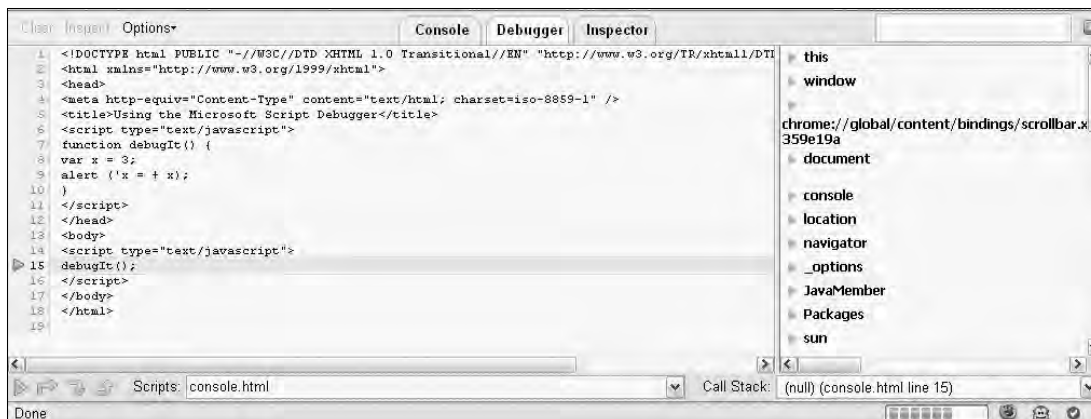 Clear Inspect Options
Console Debugger Inspector
1 <!DOCTYPE html PUBLIC "-//W3C//DTD XHTML 1.0 Transitional//EN" "http://www.w3.org/TR/xhtml1/DTD
2 <html xmlns="http://www.w3.org/1999/xhtml">
3 <head>
4 <meta http-equiv="Content-Type" content="text/html; charset=iso-8859-1" />
5 <title>Using the Microsoft Script Debugger</title>
6 <script type="text/javascript">
7 function debugIt() {
8 var x = 3;
9 alert ('x = + x);
10 }
11 </script>
12 </head>
13 <body>
14 <script type="text/javascript">
15 debugIt();
16 </script>
17 </body>
18 </html>
19
this
window
chrome://global/content/bindings/scrollbar.x
359e19a
document
console
location
navigator
_options
JavaMember
Packages
sun
Scripts: console.html
Call Stack: (null) (console.html line 15)
Done